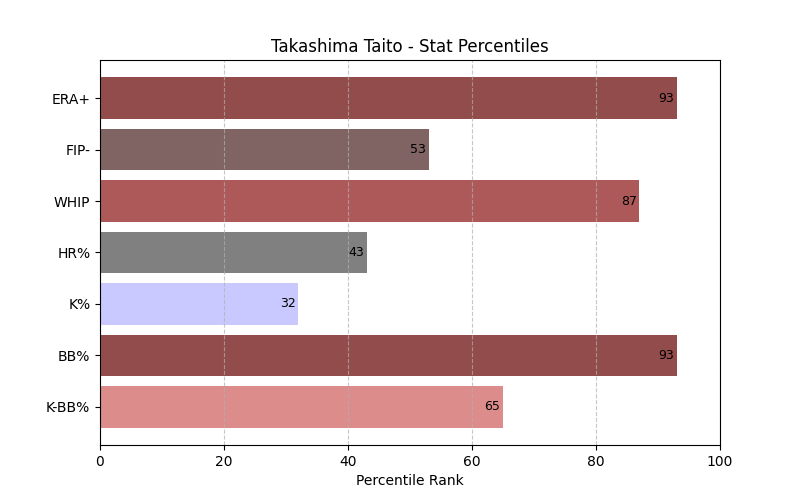 Takashima Taito - Stat Percentiles
ERA+ 93
FIP- 53
WHIP 87
HR% 43
K% 32
BB% 93
K-BB% 65
0 20 40 60 80 100
Percentile Rank